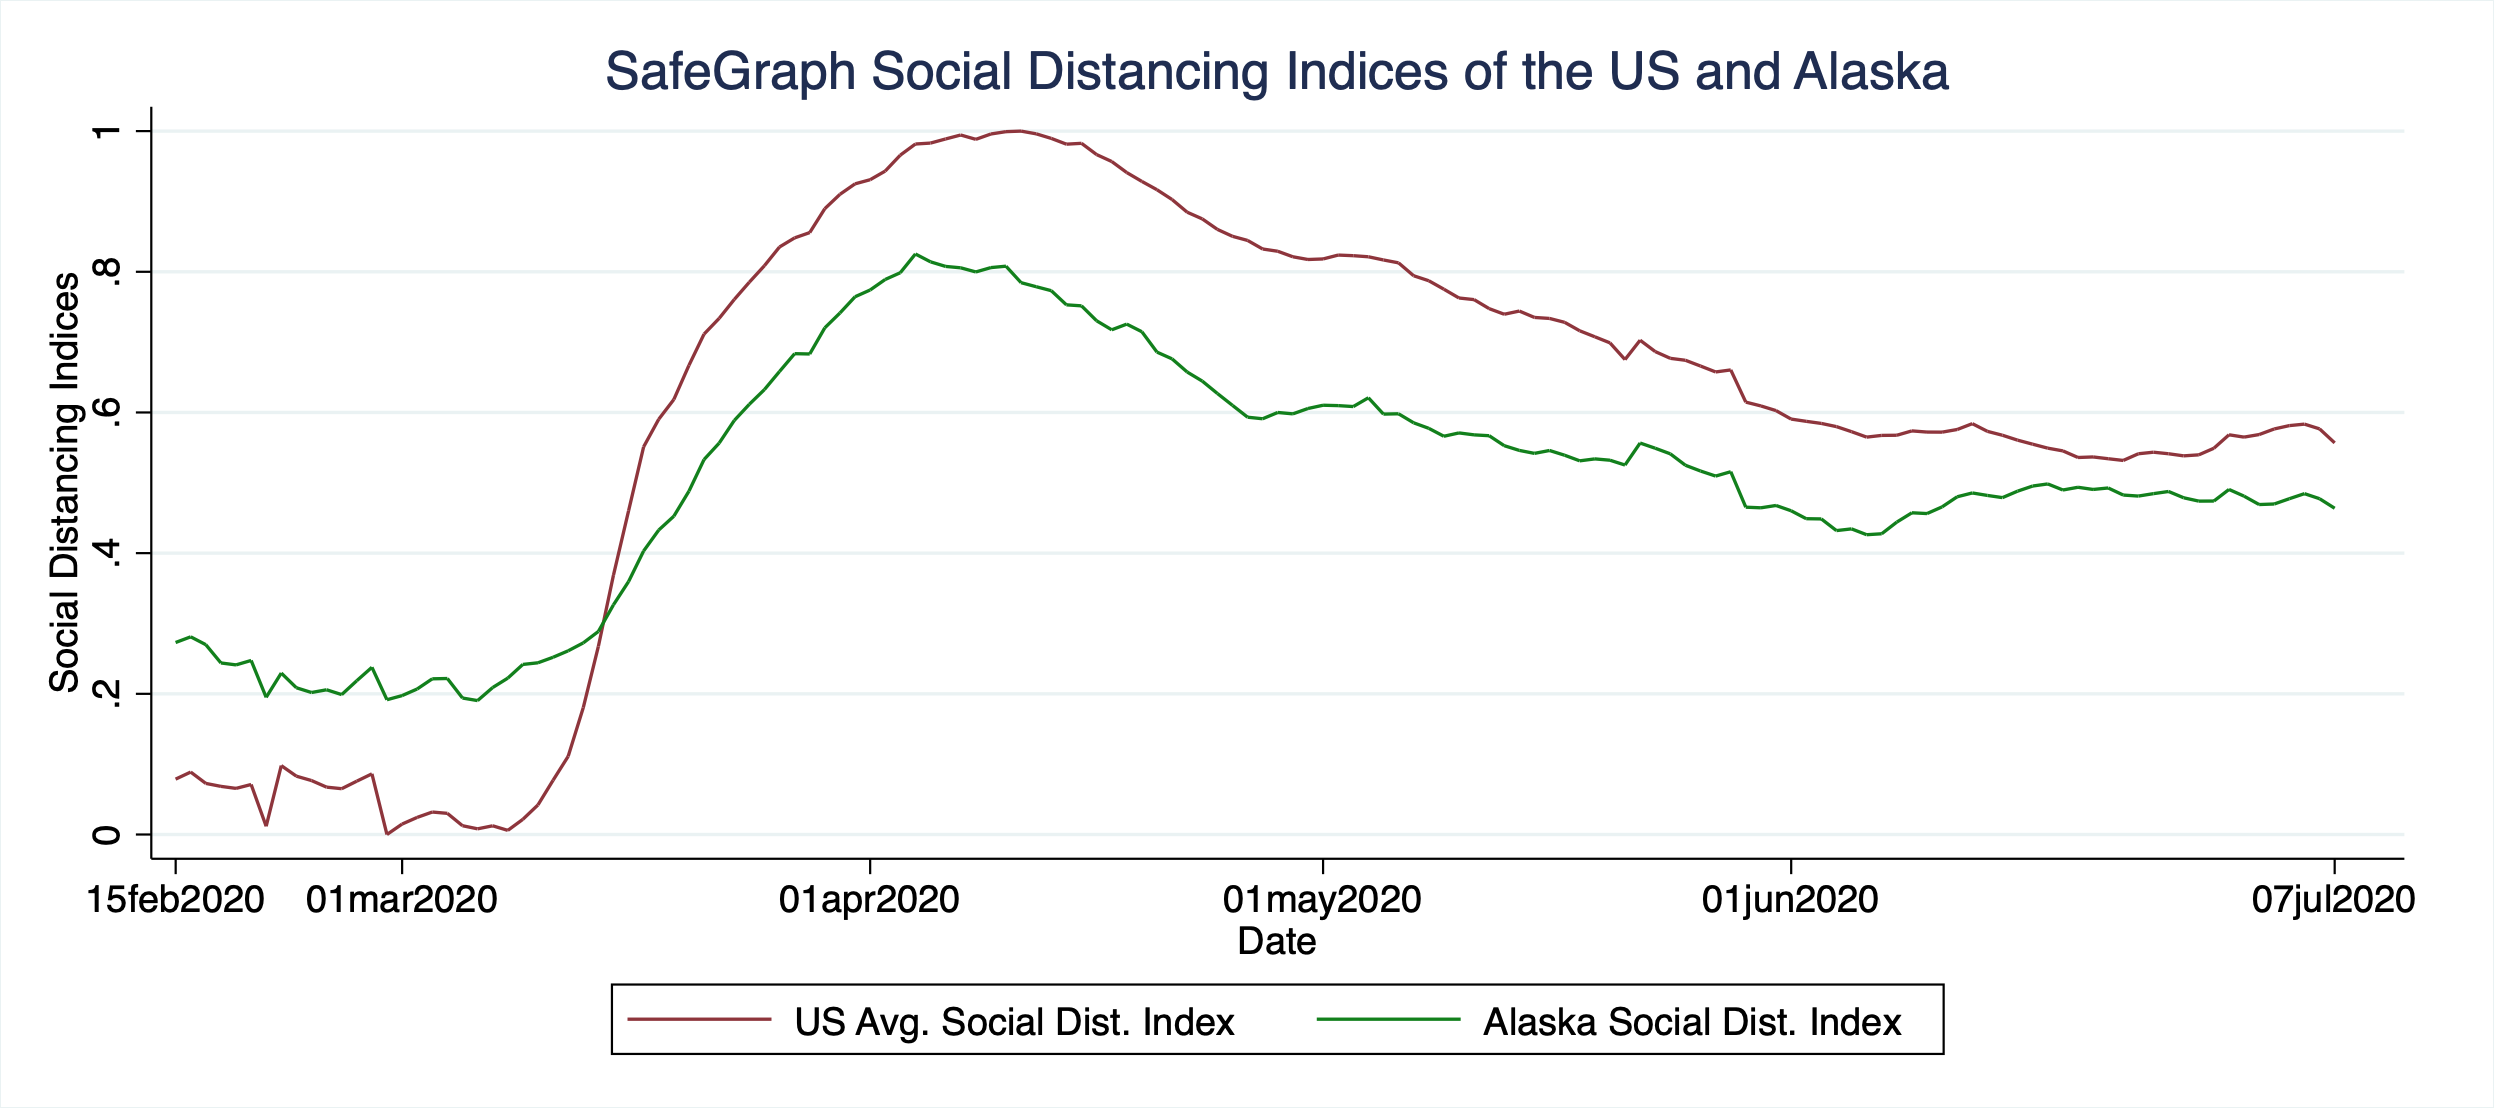 SafeGraph Social Distancing Indices of the US and Alaska
Social Distancing Indices
1
.8
.6
.4
.2
0
15feb2020 01mar2020 01apr2020 01may2020 01jun2020 07jul2020
Date
US Avg. Social Dist. Index Alaska Social Dist. Index